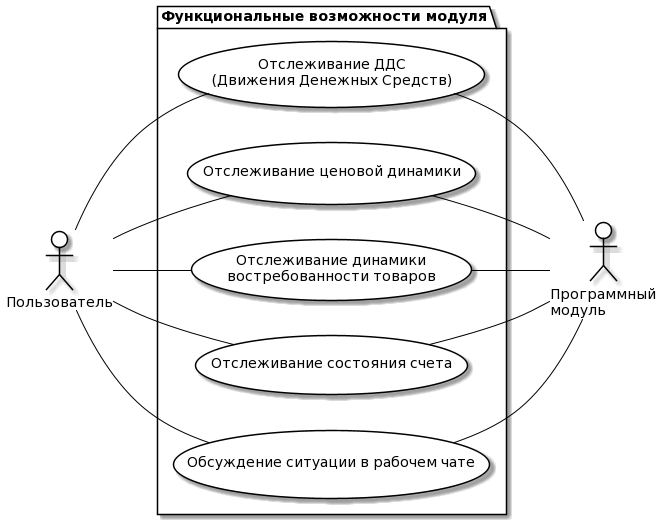 Функциональные возможности модуля
Отслеживание ДДС
(Движения Денежных Средств)
Отслеживание ценовой динамики
Отслеживание динамики
востребованности товаров
Пользователь
Программный
модуль
Отслеживание состояния счета
Обсуждение ситуации в рабочем чате